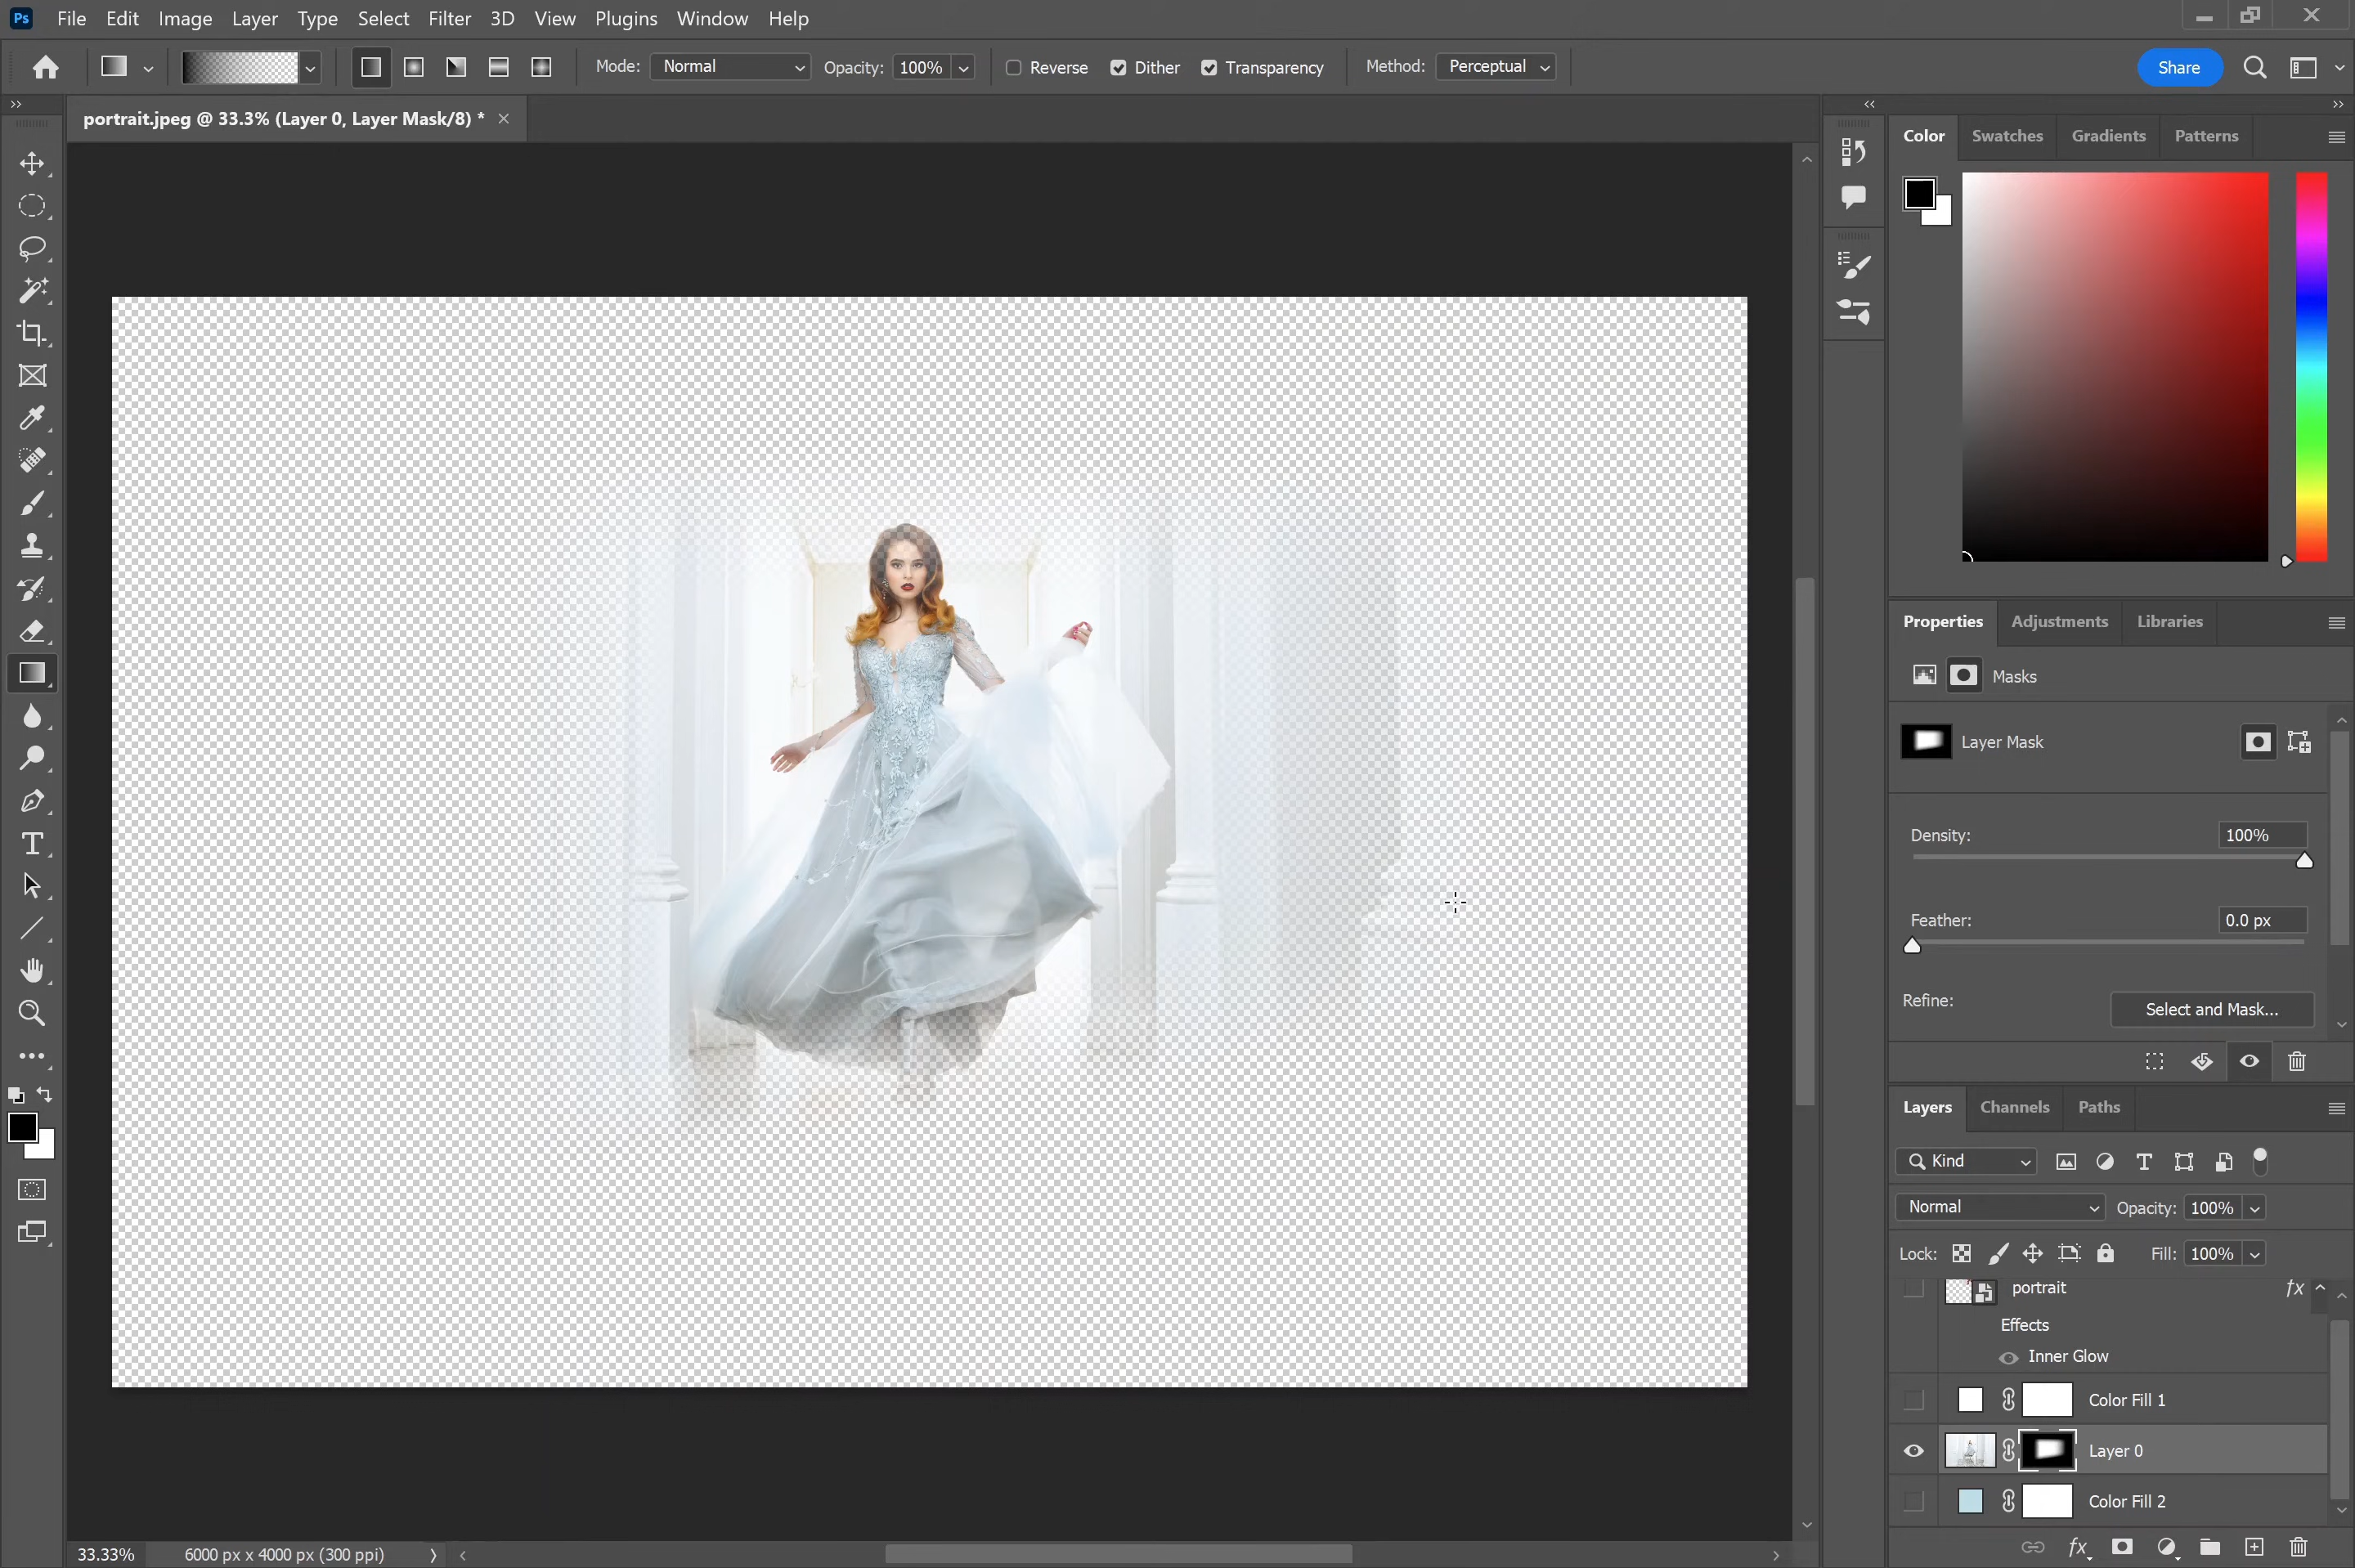 Ps File Edit Image Layer Type Select Filter 3D View Plugins Window Help
Mode: Normal Opacity: 100% Reverse Dither Transparency Method: Perceptual Share
portrait.jpeg @ 33.3% (Layer 0, Layer Mask/8) *
Color Swatches Gradients Patterns
Properties Adjustments Libraries
Masks
Layer Mask
Density: 100%
Feather: 0.0 px
Refine: Select and Mask...
Layers Channels Paths
Kind
Normal Opacity: 100%
Lock: Fill: 100%
portrait fx
Effects
Inner Glow
Color Fill 1
Layer 0
Color Fill 2
fx
33.33% 6000 px x 4000 px (300 ppi)